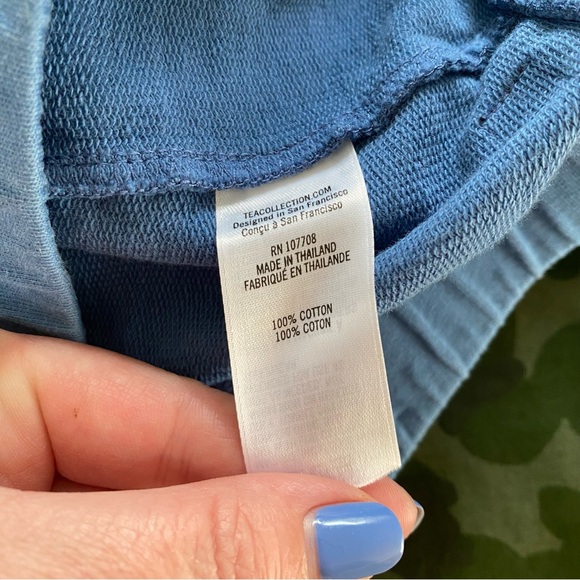 TEACOLLECTION.COM
Designed in San Francisco
Conçu à San Francisco
RN 107708
MADE IN THAILAND
FABRIQUÉ EN THAILANDE
100% COTTON
100% COTON